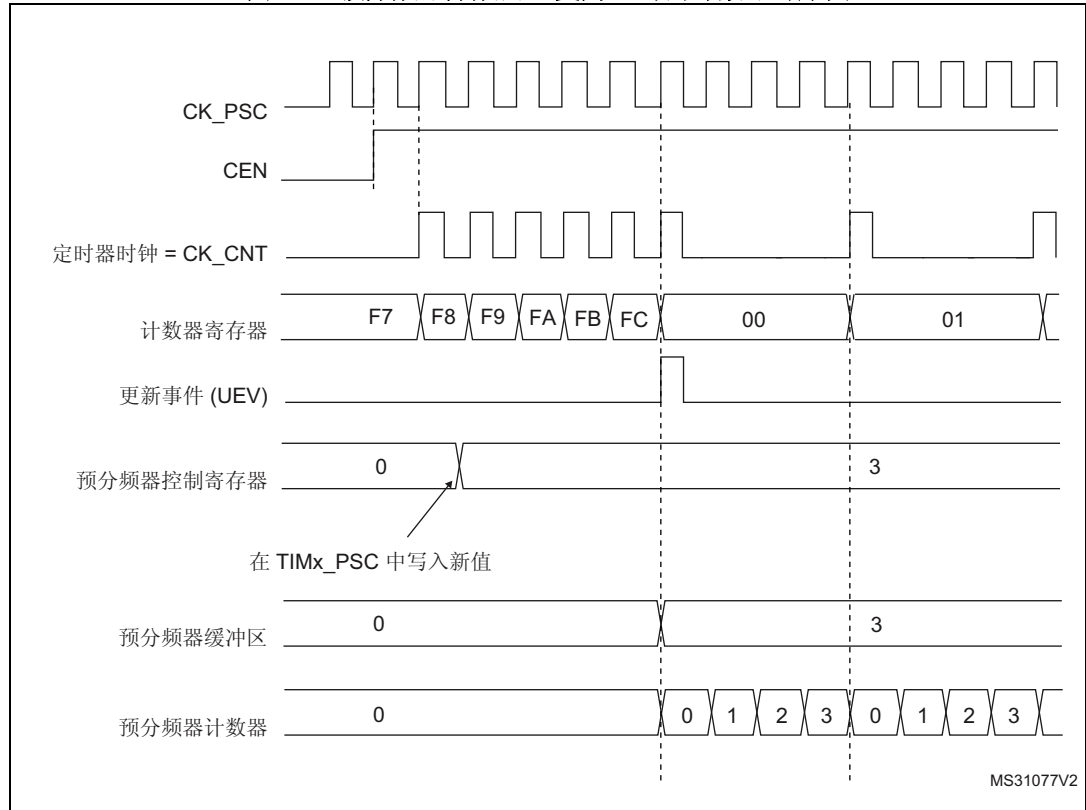 CK_PSC
CEN
定时器时钟 = CK_CNT
计数器寄存器 F7 F8 F9 FA FB FC 00 01
更新事件 (UEV)
预分频器控制寄存器 0 3
在 TIMx_PSC 中写入新值
预分频器缓冲区 0 3
预分频器计数器 0 0 1 2 3 0 1 2 3
MS31077V2